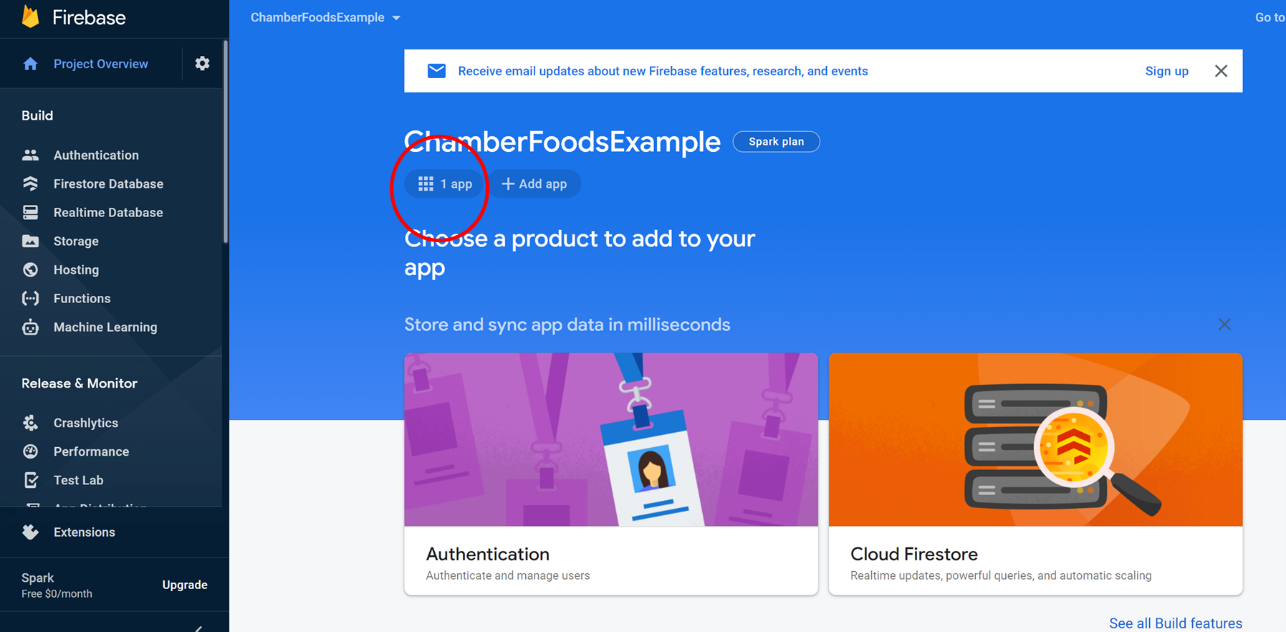 Firebase
Project Overview
Build
Authentication
Firestore Database
Realtime Database
Storage
Hosting
Functions
Machine Learning
Release & Monitor
Crashlytics
Performance
Test Lab
App Distribution
Extensions
Spark
Free $0/month
Upgrade
ChamberFoodsExample
Go to
Receive email updates about new Firebase features, research, and events
Sign up
ChamberFoodsExample
Spark plan
1 app
Add app
Choose a product to add to your
app
Store and sync app data in milliseconds
Authentication
Authenticate and manage users
Cloud Firestore
Realtime updates, powerful queries, and automatic scaling
See all Build features